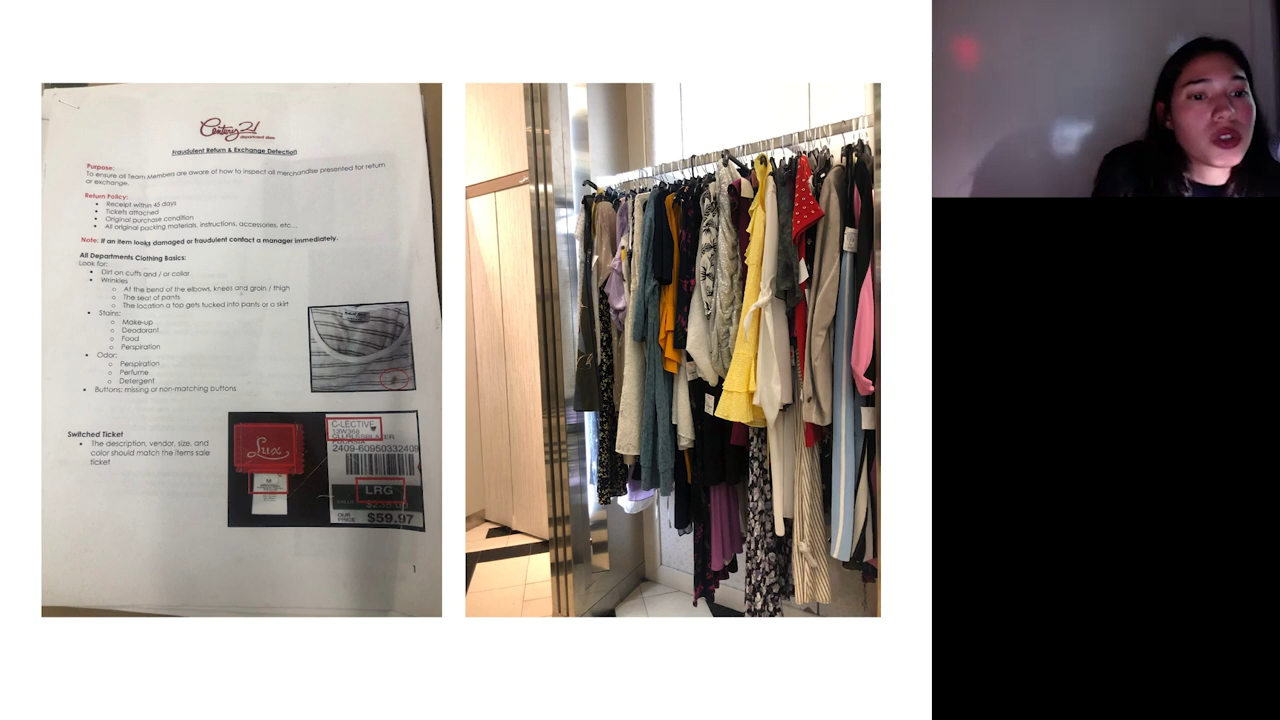 Century 21
department store
Fraudulent Return & Exchange Detection
Purpose:
To ensure all Team Members are aware of how to inspect all merchandise presented for return
or exchange.
Return Policy:
• Receipt within 45 days
• Tickets attached
• Original purchase condition
• All original packing materials, instructions, accessories, etc…
Note: If an item looks damaged or fraudulent contact a manager immediately.
All Departments Clothing Basics:
Look for:
• Dirt on cuffs and / or collar
• Wrinkles
o At the bend of the elbows, knees and groin / thigh
o The seat of pants
o The location a top gets tucked into pants or a skirt
• Stains:
o Make-up
o Deodorant
o Food
o Perspiration
• Odor:
o Perspiration
o Perfume
o Detergent
• Buttons: missing or non-matching buttons
Switched Ticket
• The description, vendor, size, and
color should match the items sale
ticket
Lux
M
C-LECTIVE
13W368
2409-60950332409
LRG
OUR
PRICE $59.97
1